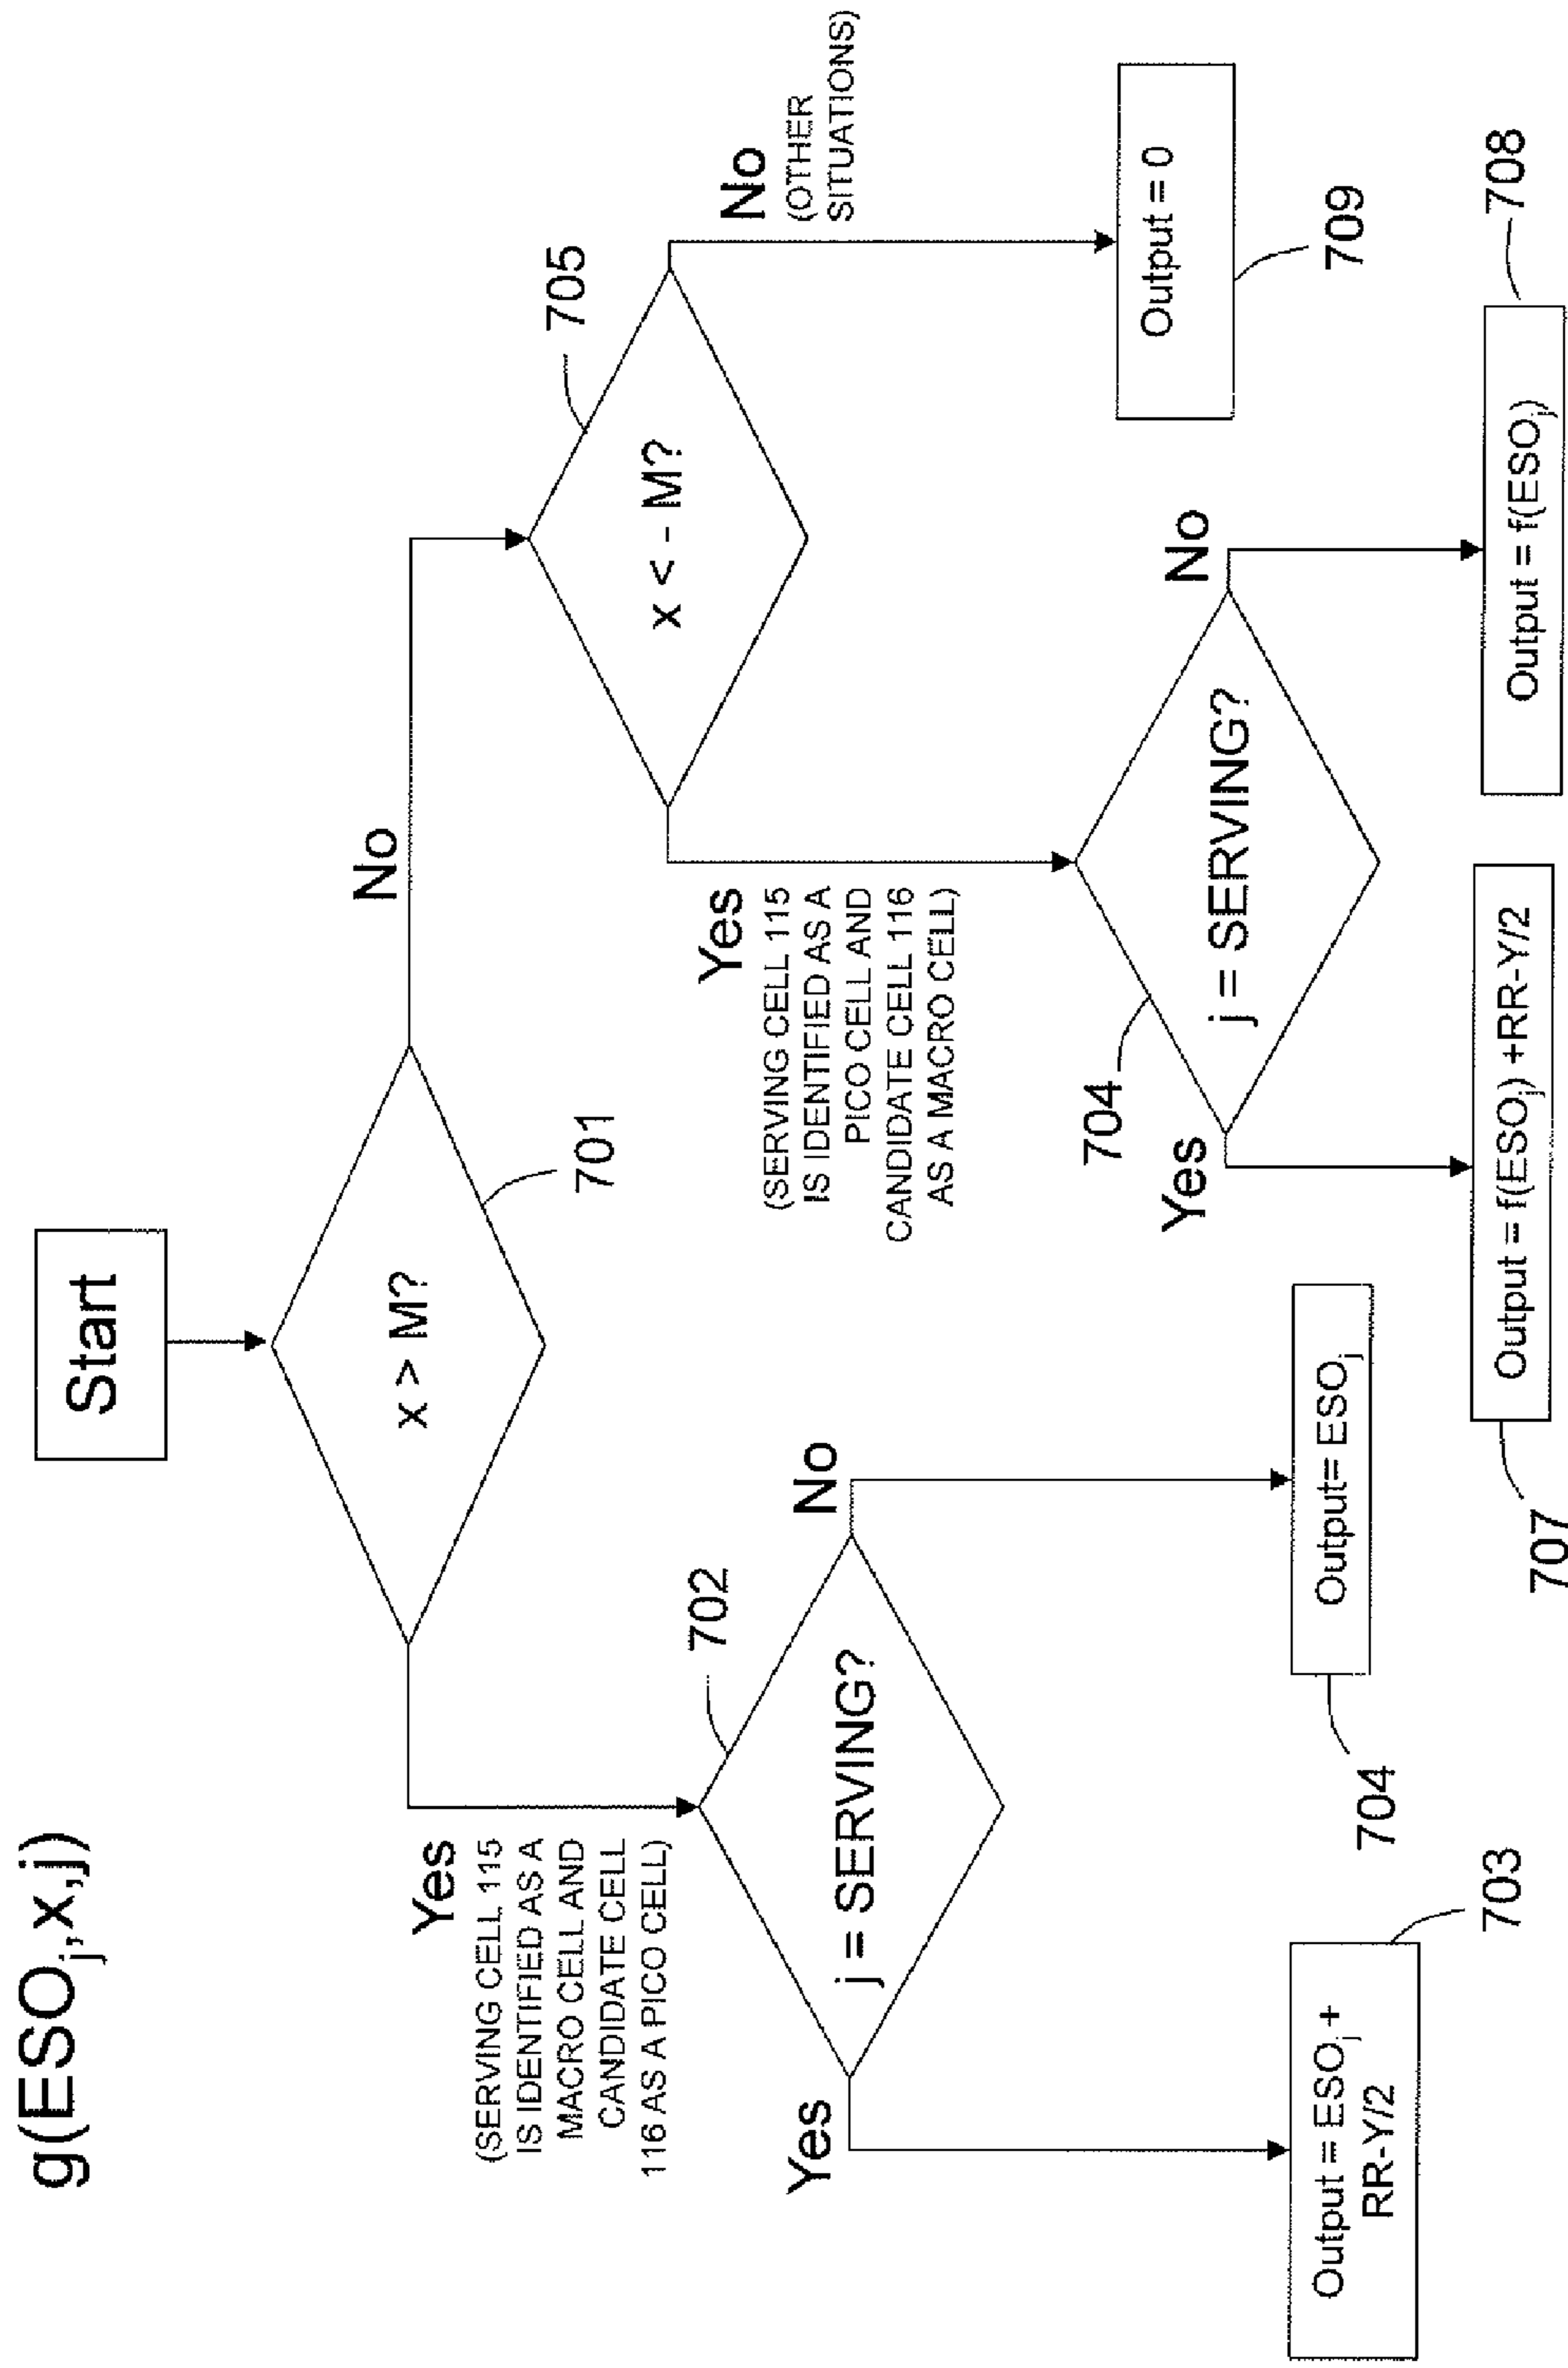 g(ESOj,x,j)
Start
x > M?
701
Yes
(SERVING CELL 115
IS IDENTIFIED AS A
MACRO CELL AND
CANDIDATE CELL
116 AS A PICO CELL)
No
702
j = SERVING?
705
x < - M?
Yes
No
Yes
(SERVING CELL 115
IS IDENTIFIED AS A
PICO CELL AND
CANDIDATE CELL 116
AS A MACRO CELL)
No
(OTHER
SITUATIONS)
704
j = SERVING?
Output = ESOj +
RR-Y/2
703
Output= ESOj
704
Yes
No
Output = 0
709
Output = f(ESOj) +RR-Y/2
707
Output = f(ESOj)
708